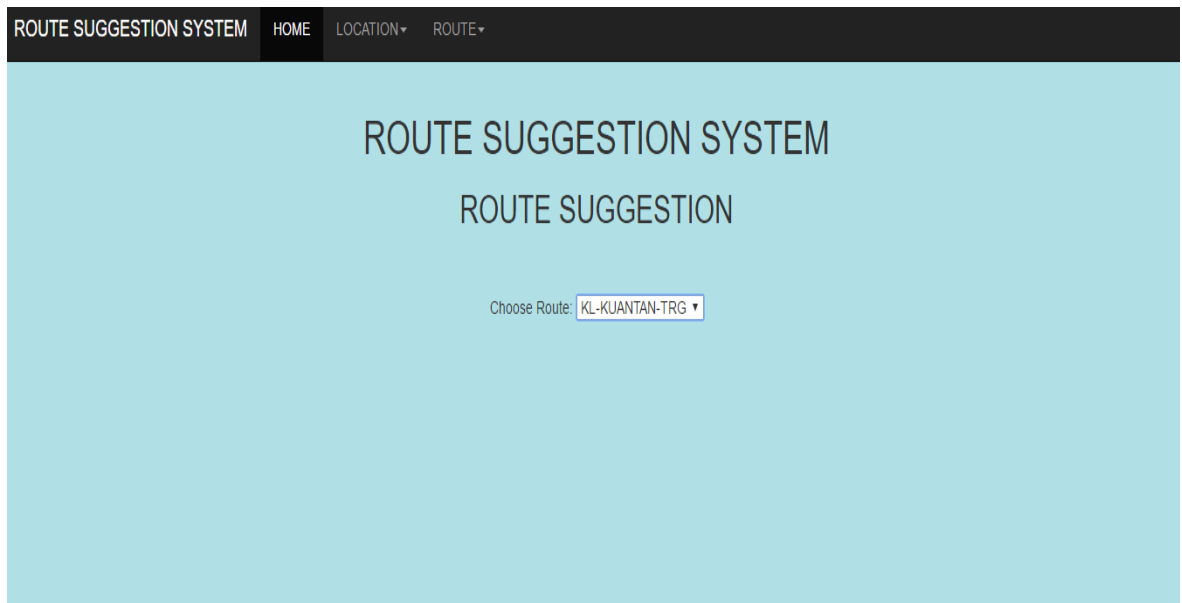 ROUTE SUGGESTION SYSTEM HOME LOCATION ROUTE
ROUTE SUGGESTION SYSTEM
ROUTE SUGGESTION
Choose Route: KL-KUANTAN-TRG